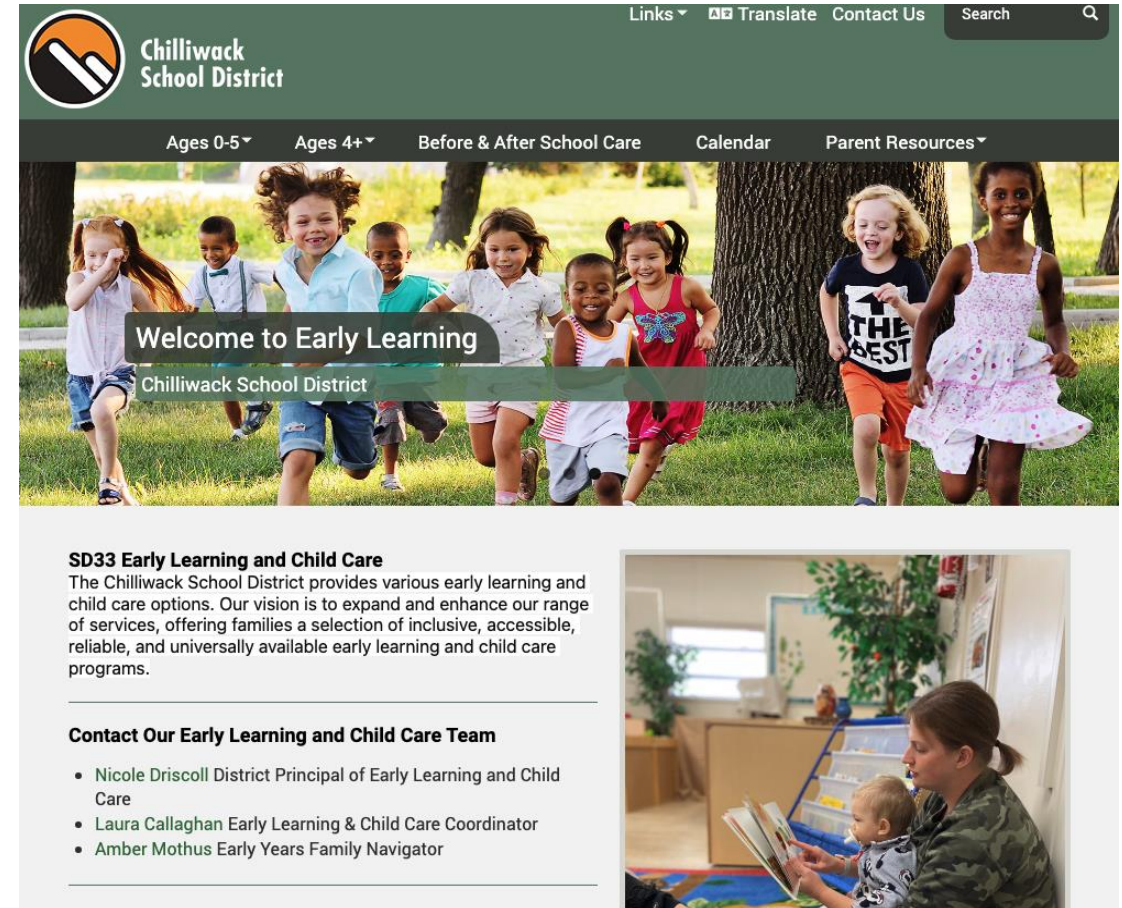 Links Translate Contact Us Search
Chilliwack
School District
Ages 0-5 Ages 4+ Before & After School Care Calendar Parent Resources
THE
BEST
Welcome to Early Learning
Chilliwack School District
SD33 Early Learning and Child Care
The Chilliwack School District provides various early learning and
child care options. Our vision is to expand and enhance our range
of services, offering families a selection of inclusive, accessible,
reliable, and universally available early learning and child care
programs.
Contact Our Early Learning and Child Care Team
• Nicole Driscoll District Principal of Early Learning and Child
Care
• Laura Callaghan Early Learning & Child Care Coordinator
• Amber Mothus Early Years Family Navigator